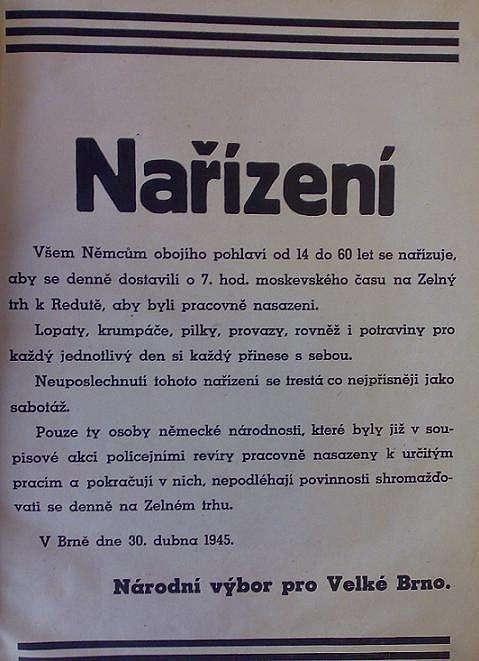 Nařízení
Všem Němcům obojího pohlaví od 14 do 60 let se nařizuje,
aby se denně dostavili o 7. hod. moskevského času na Zelný
trh k Redutě, aby byli pracovně nasazeni.
Lopaty, krumpáče, pilky, provazy, rovněž i potraviny pro
každý jednotlivý den si každý přinese s sebou.
Neuposlechnutí tohoto nařízení se trestá co nejpřísněji jako
sabotáž.
Pouze ty osoby německé národnosti, které byly již v sou-
pisové akci policejními revíry pracovně nasazeny k určitým
pracím a pokračují v nich, nepodléhají povinnosti shromažďo-
vati se denně na Zelném trhu.
V Brně dne 30. dubna 1945.
Národní výbor pro Velké Brno.